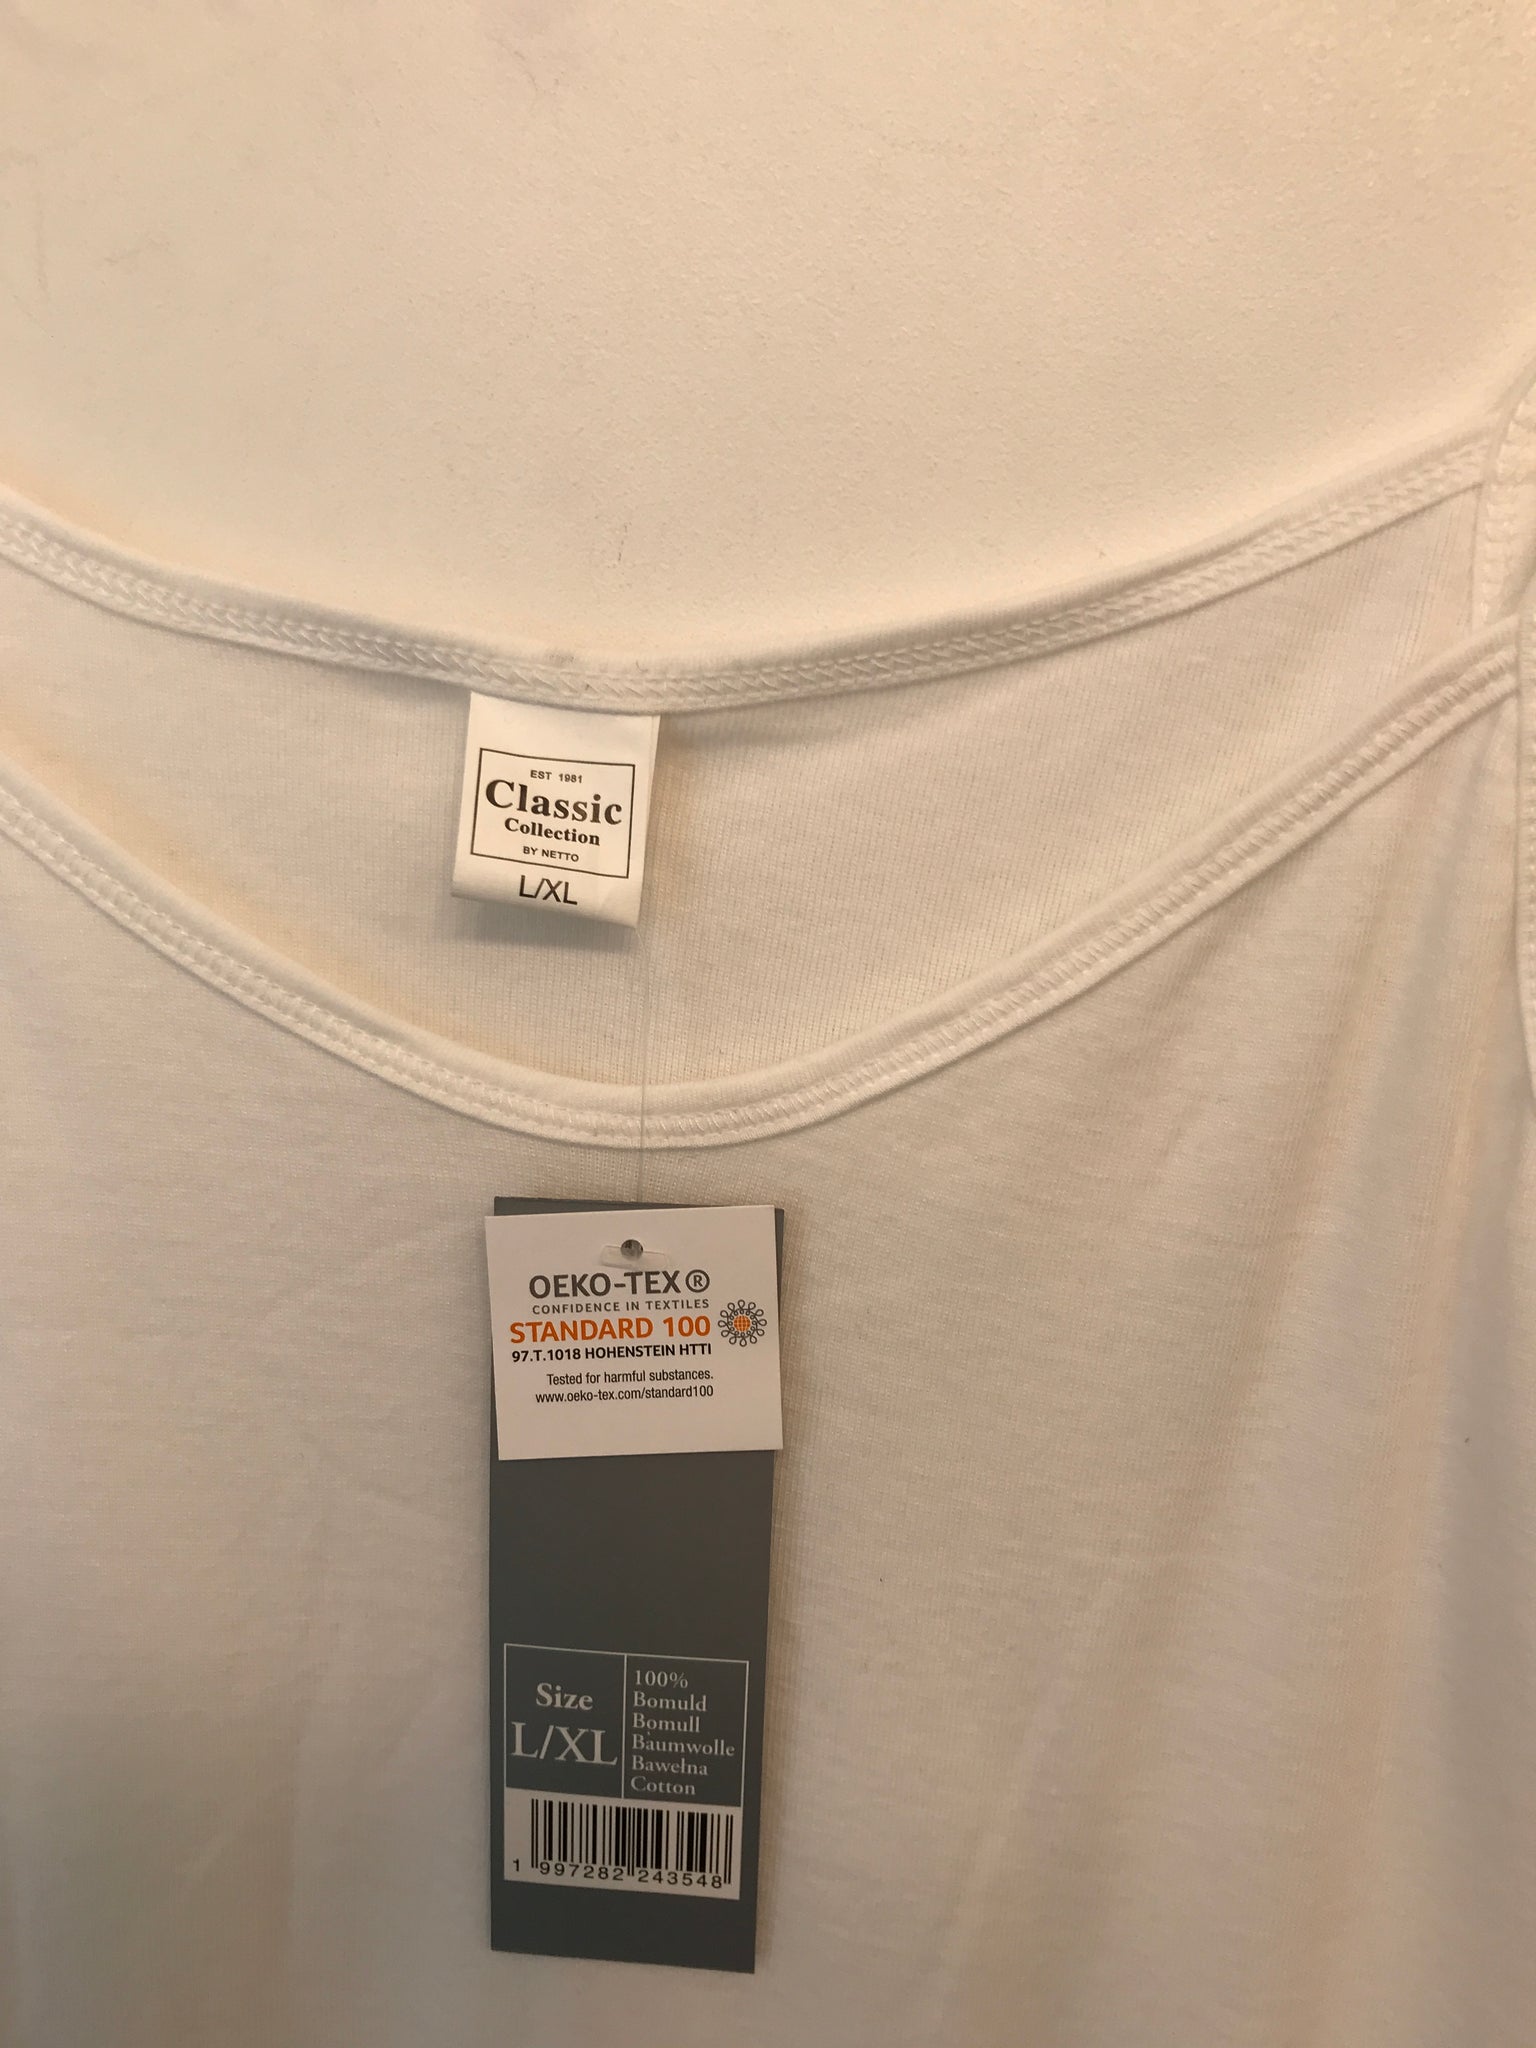 EST 1981
Classic
Collection
BY NETTO
L/XL
OEKO-TEX®
CONFIDENCE IN TEXTILES
STANDARD 100
97.T.1018 HOHENSTEIN HTTI
Tested for harmful substances.
www.oeko-tex.com/standard100
Size
L/XL
100%
Bomuld
Bomull
Baumwolle
Bawełna
Cotton
1 997282 243548